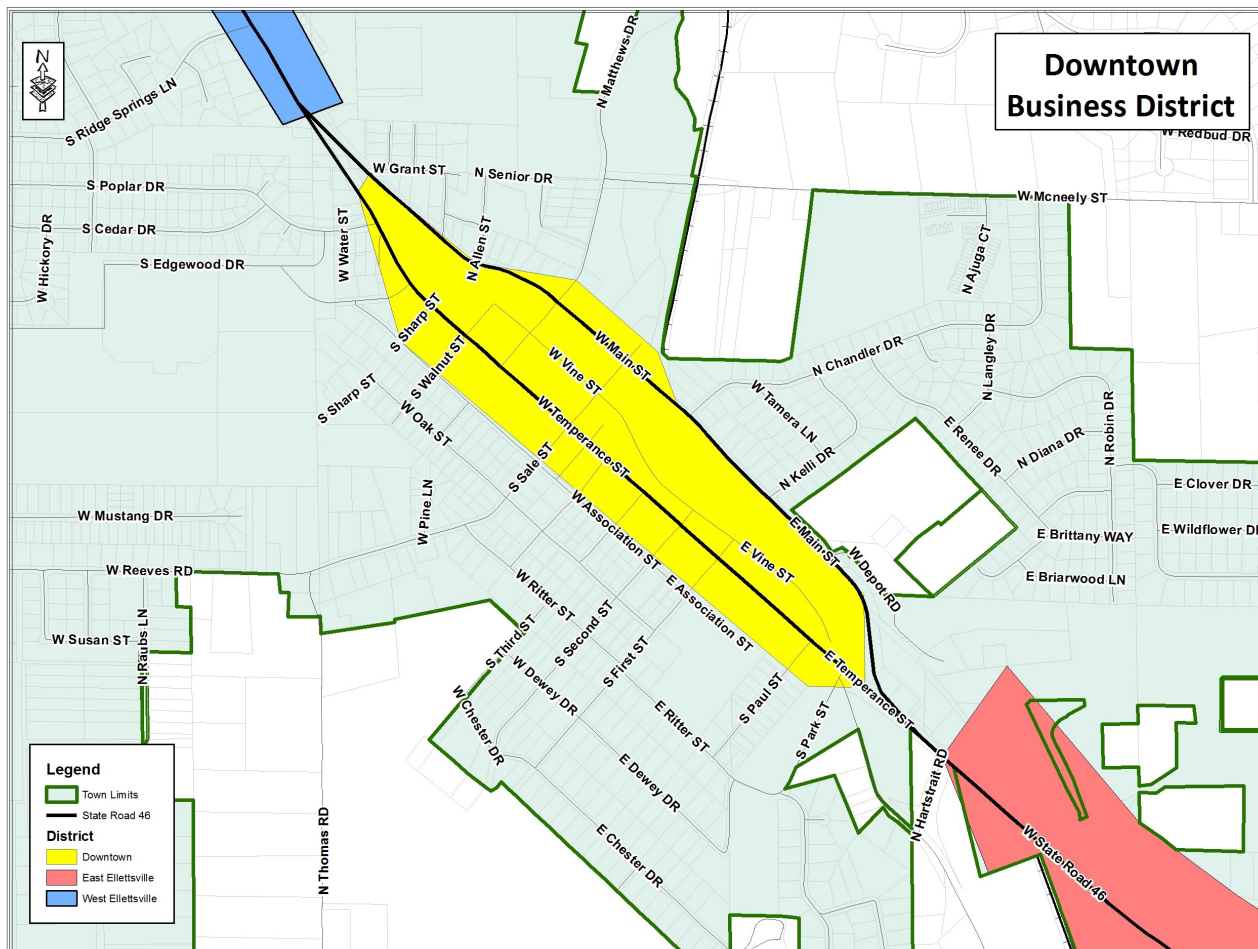 Downtown
Business District
N
N Matthews DR
S Ridge Springs LN
W Redbud DR
W Grant ST
N Senior DR
S Poplar DR
W Mcneely ST
S Cedar DR
W Water ST
N Allen ST
N Ajuga CT
W Hickory DR
S Edgewood DR
S Sharp ST
W Main ST
N Langley DR
N Chandler DR
S Walnut ST
W Vine ST
S Sharp ST
W Oak ST
W Tamera LN
W Temperance ST
E Renee DR
N Diana DR
N Robin DR
S Sale ST
N Kelli DR
E Clover DR
W Pine LN
W Mustang DR
W Association ST
E Main ST
E Wildflower DR
E Brittany WAY
W Reeves RD
E Vine ST
W Depot RD
E Briarwood LN
W Ritter ST
E Association ST
N Raubs LN
W Susan ST
S Third ST
S Second ST
S First ST
W Dewey DR
E Temperance ST
W Chester DR
S Paul ST
E Ritter ST
S Park ST
E Dewey DR
N Hartstrait RD
N Thomas RD
E Chester DR
W State Road 46
Legend
Town Limits
State Road 46
District
Downtown
East Ellettsville
West Ellettsville